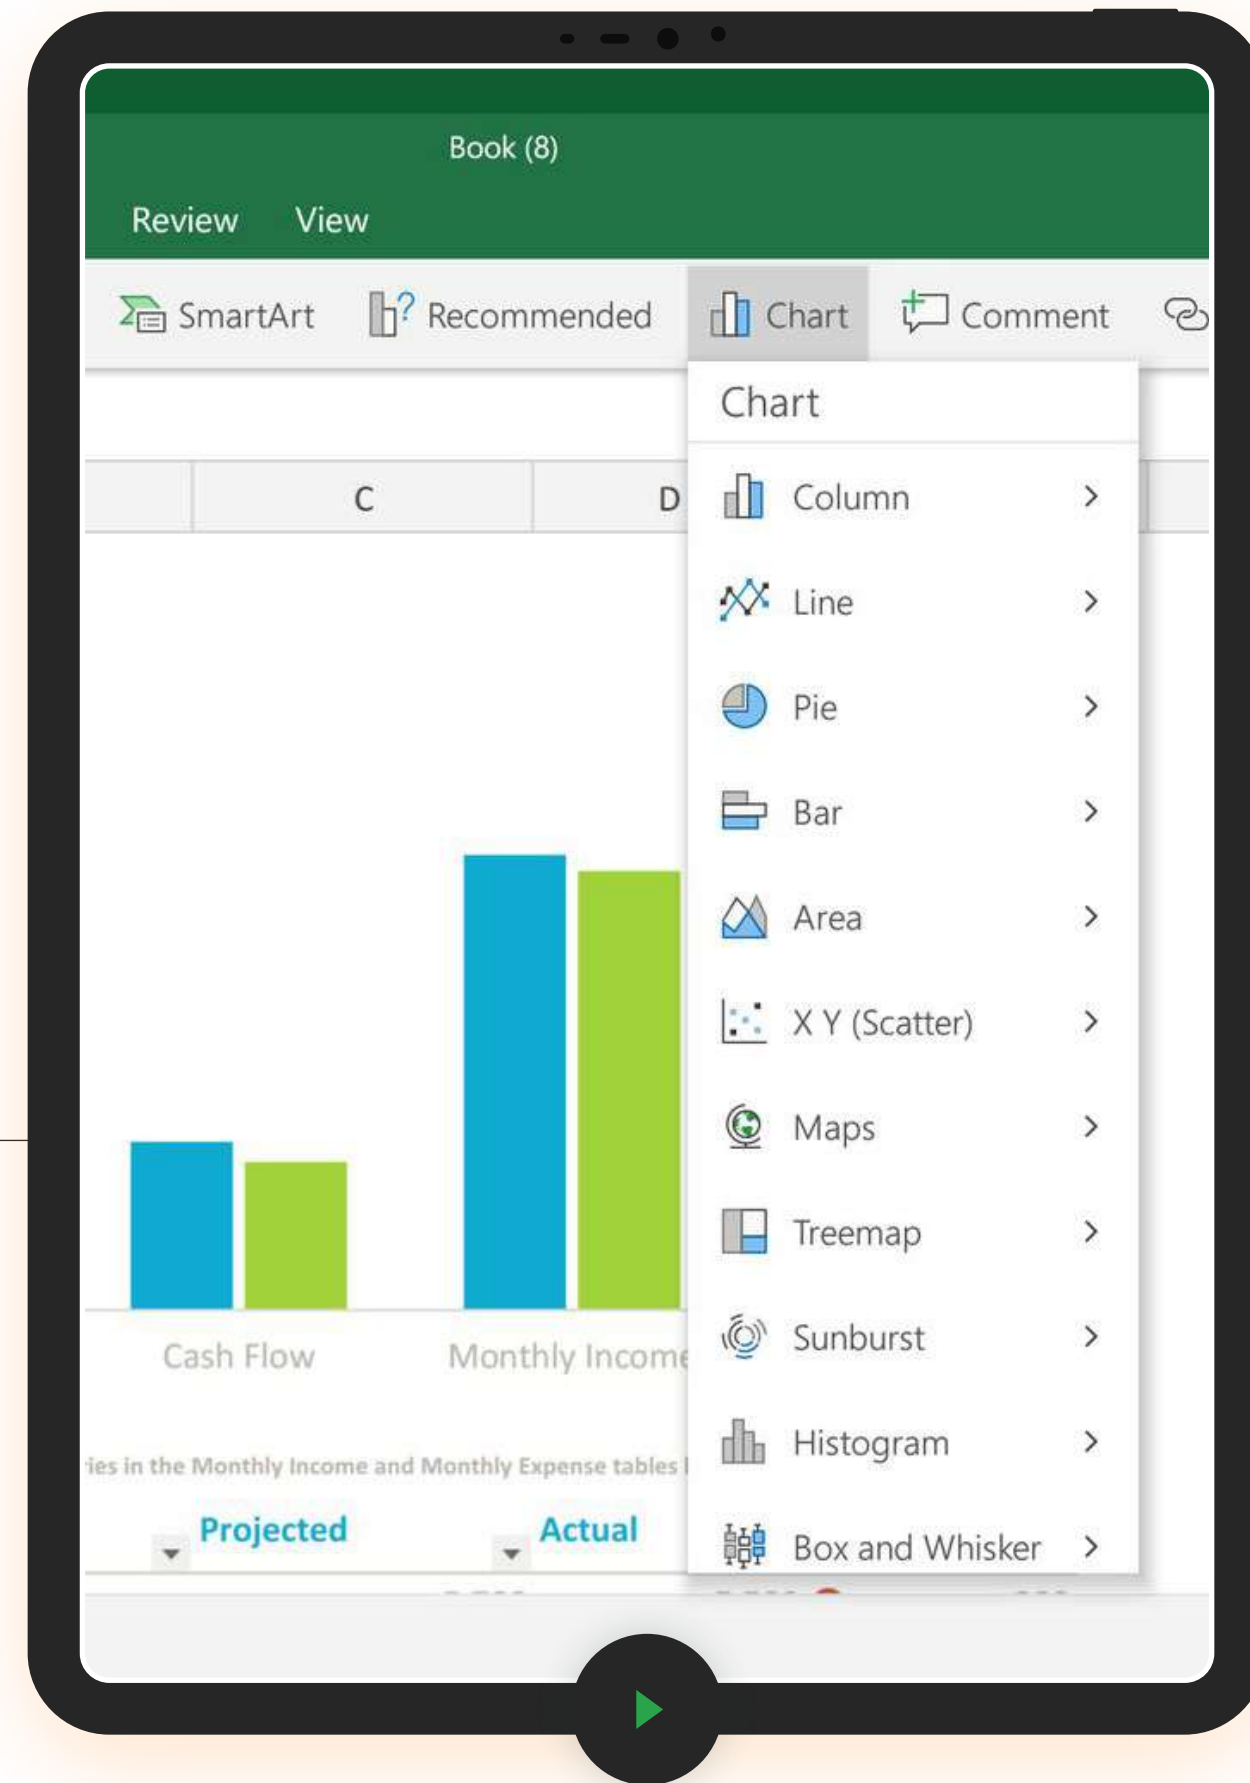 Book (8)
Review View
SmartArt Recommended Chart Comment
Chart
C D
Column
Line
Pie
Bar
Area
X Y (Scatter)
Maps
Treemap
Sunburst
Histogram
Box and Whisker
Cash Flow Monthly Income
ries in the Monthly Income and Monthly Expense tables
Projected Actual